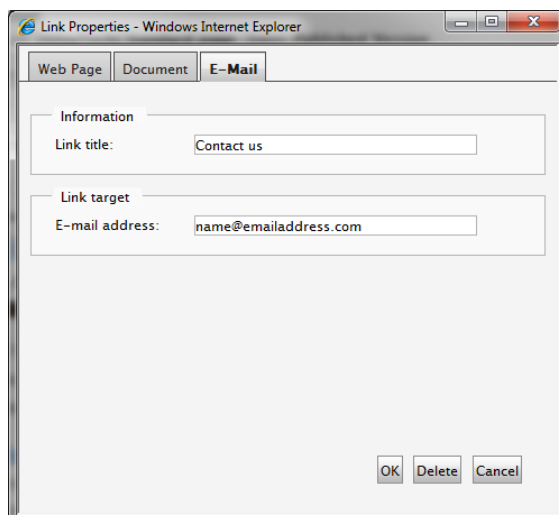 Link Properties - Windows Internet Explorer
Web Page Document E-Mail
Information
Link title: Contact us
Link target
E-mail address: name@emailaddress.com
OK Delete Cancel